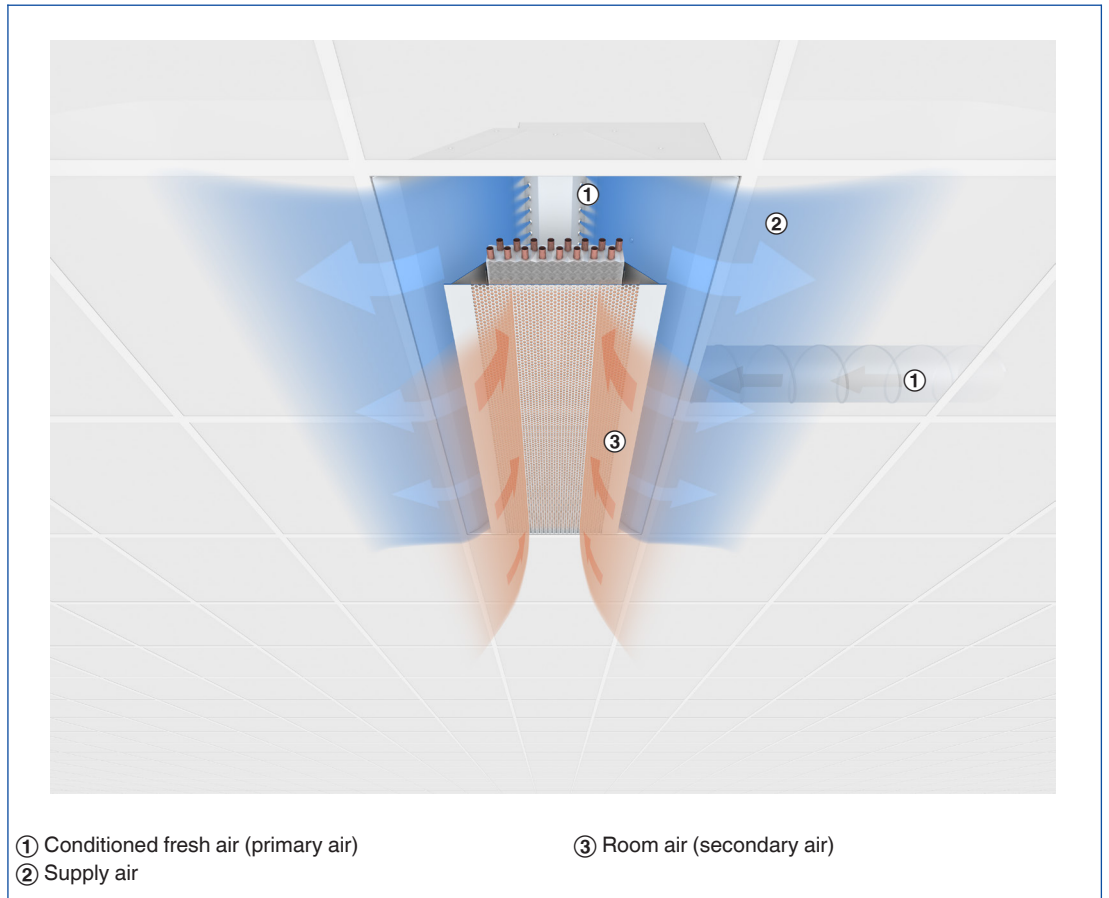 ①
②
①
③
① Conditioned fresh air (primary air)
② Supply air
③ Room air (secondary air)